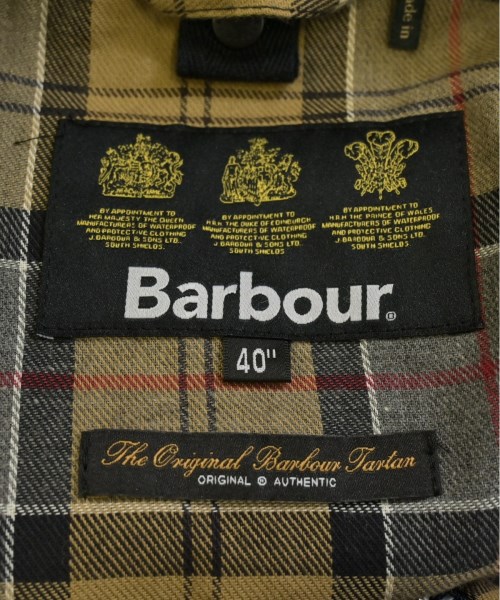 Made in
BY APPOINTMENT TO
HER MAJESTY THE QUEEN
MANUFACTURERS OF WATERPROOF
AND PROTECTIVE CLOTHING
J. BARBOUR & SONS LTD.
SOUTH SHIELDS.
BY APPOINTMENT TO
H.R.H. THE DUKE OF EDINBURGH
MANUFACTURERS OF WATERPROOF
AND PROTECTIVE CLOTHING
J. BARBOUR & SONS LTD.
SOUTH SHIELDS.
BY APPOINTMENT TO
H.R.H. THE PRINCE OF WALES
MANUFACTURERS OF WATERPROOF
AND PROTECTIVE CLOTHING
J. BARBOUR & SONS LTD.
SOUTH SHIELDS.
Barbour®
40"
The Original Barbour Tartan
ORIGINAL ® AUTHENTIC